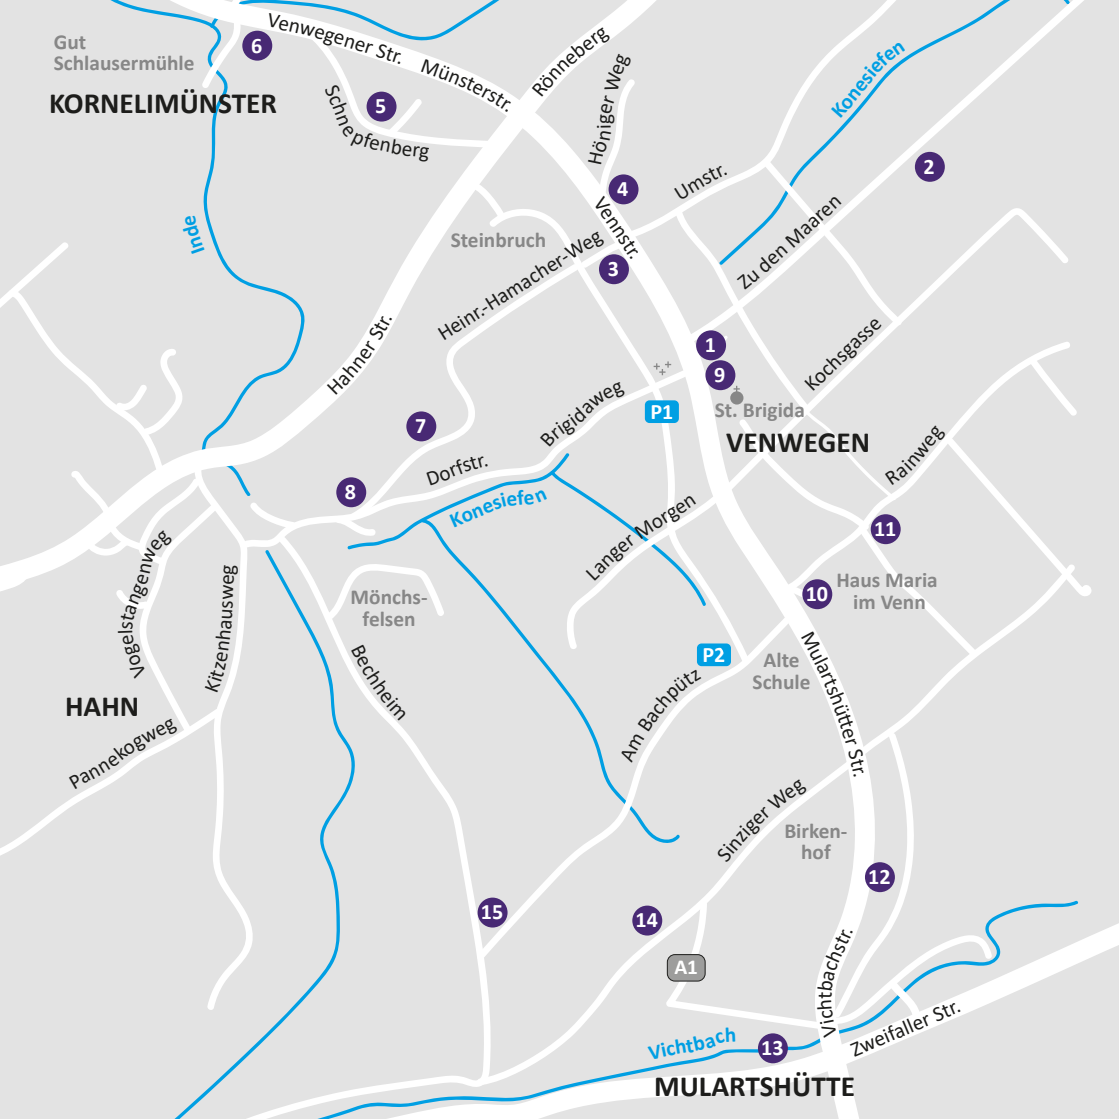 Venwegener Str.
Münsterstr.
Rönneberg
Gut
Schlausermühle
6
KORNELIMÜNSTER
5
Schnepfenberg
Höniger Weg
Konesiefen
2
4
Umstr.
Inde
Steinbruch
Vennstr.
Heinr.-Hamacher-Weg
3
Zu den Maaren
Hahner Str.
1
9
Kochsgasse
St. Brigida
P1
Brigidaweg
7
VENWEGEN
Dorfstr.
8
Rainweg
Konesiefen
Langer Morgen
11
Vogelstangenweg
Kitzenhausweg
Mönchs-
felsen
10
Haus Maria
im Venn
P2
Alte
Schule
Bechheim
HAHN
Am Bachpütz
Mulartshütter Str.
Pannekogweg
Sinziger Weg
Birken-
hof
12
15
14
A1
Vichtbachstr.
Zweifaller Str.
Vichtbach
13
MULARTSHÜTTE